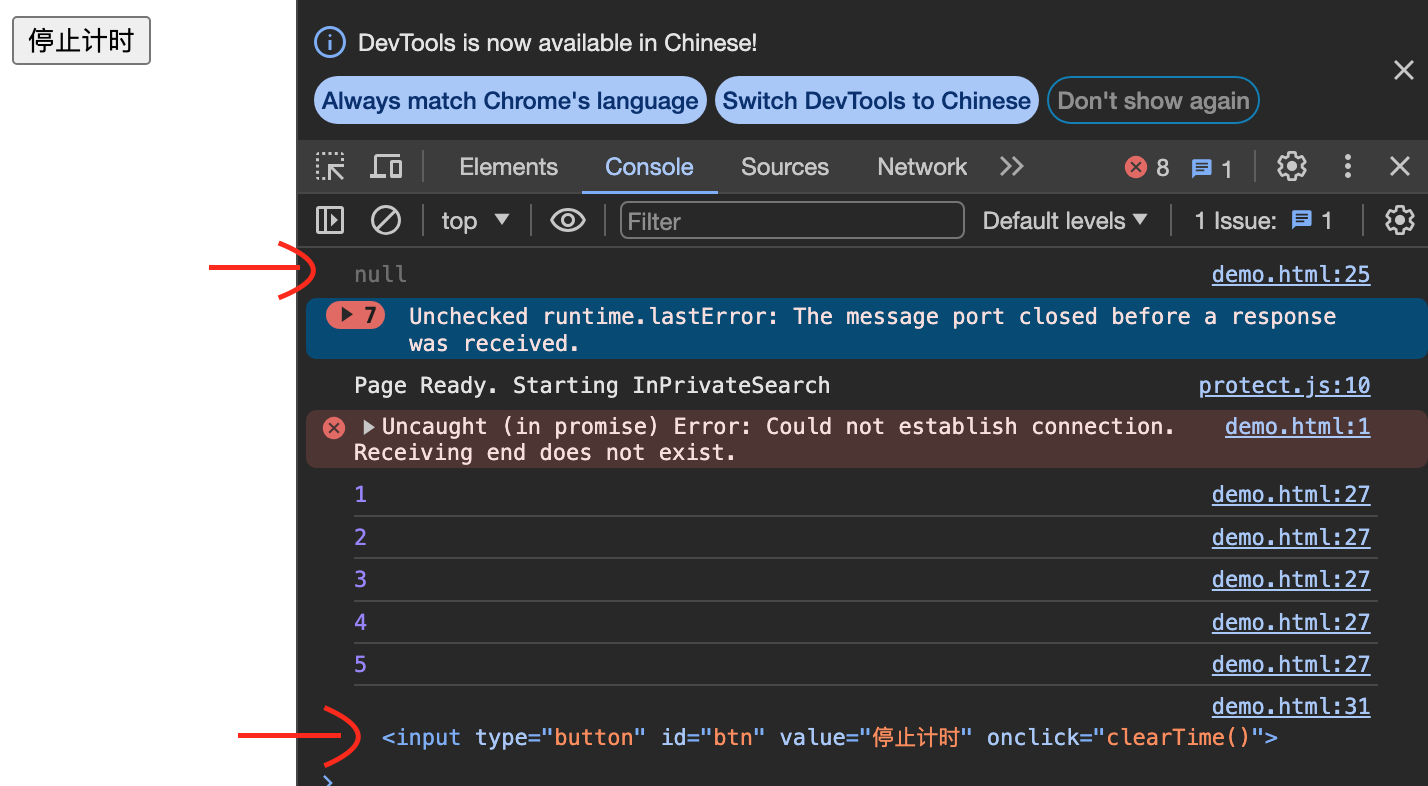 停止计时
DevTools is now available in Chinese!
Always match Chrome's language Switch DevTools to Chinese Don't show again
Elements Console Sources Network 8 1
top Filter Default levels 1 Issue: 1
null demo.html:25
7 Unchecked runtime.lastError: The message port closed before a response
was received.
Page Ready. Starting InPrivateSearch protect.js:10
Uncaught (in promise) Error: Could not establish connection. demo.html:1
Receiving end does not exist.
1 demo.html:27
2 demo.html:27
3 demo.html:27
4 demo.html:27
5 demo.html:27
demo.html:31
<input type="button" id="btn" value="停止计时" onclick="clearTime()">